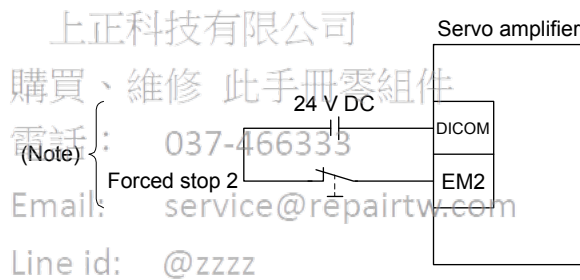 上正科技有限公司
Servo amplifier
購買、維修 此手冊零組件
24 V DC
電話： 037-466333
DICOM
(Note)
Forced stop 2
EM2
Email: service@repairtw.com
Line id: @zzzz